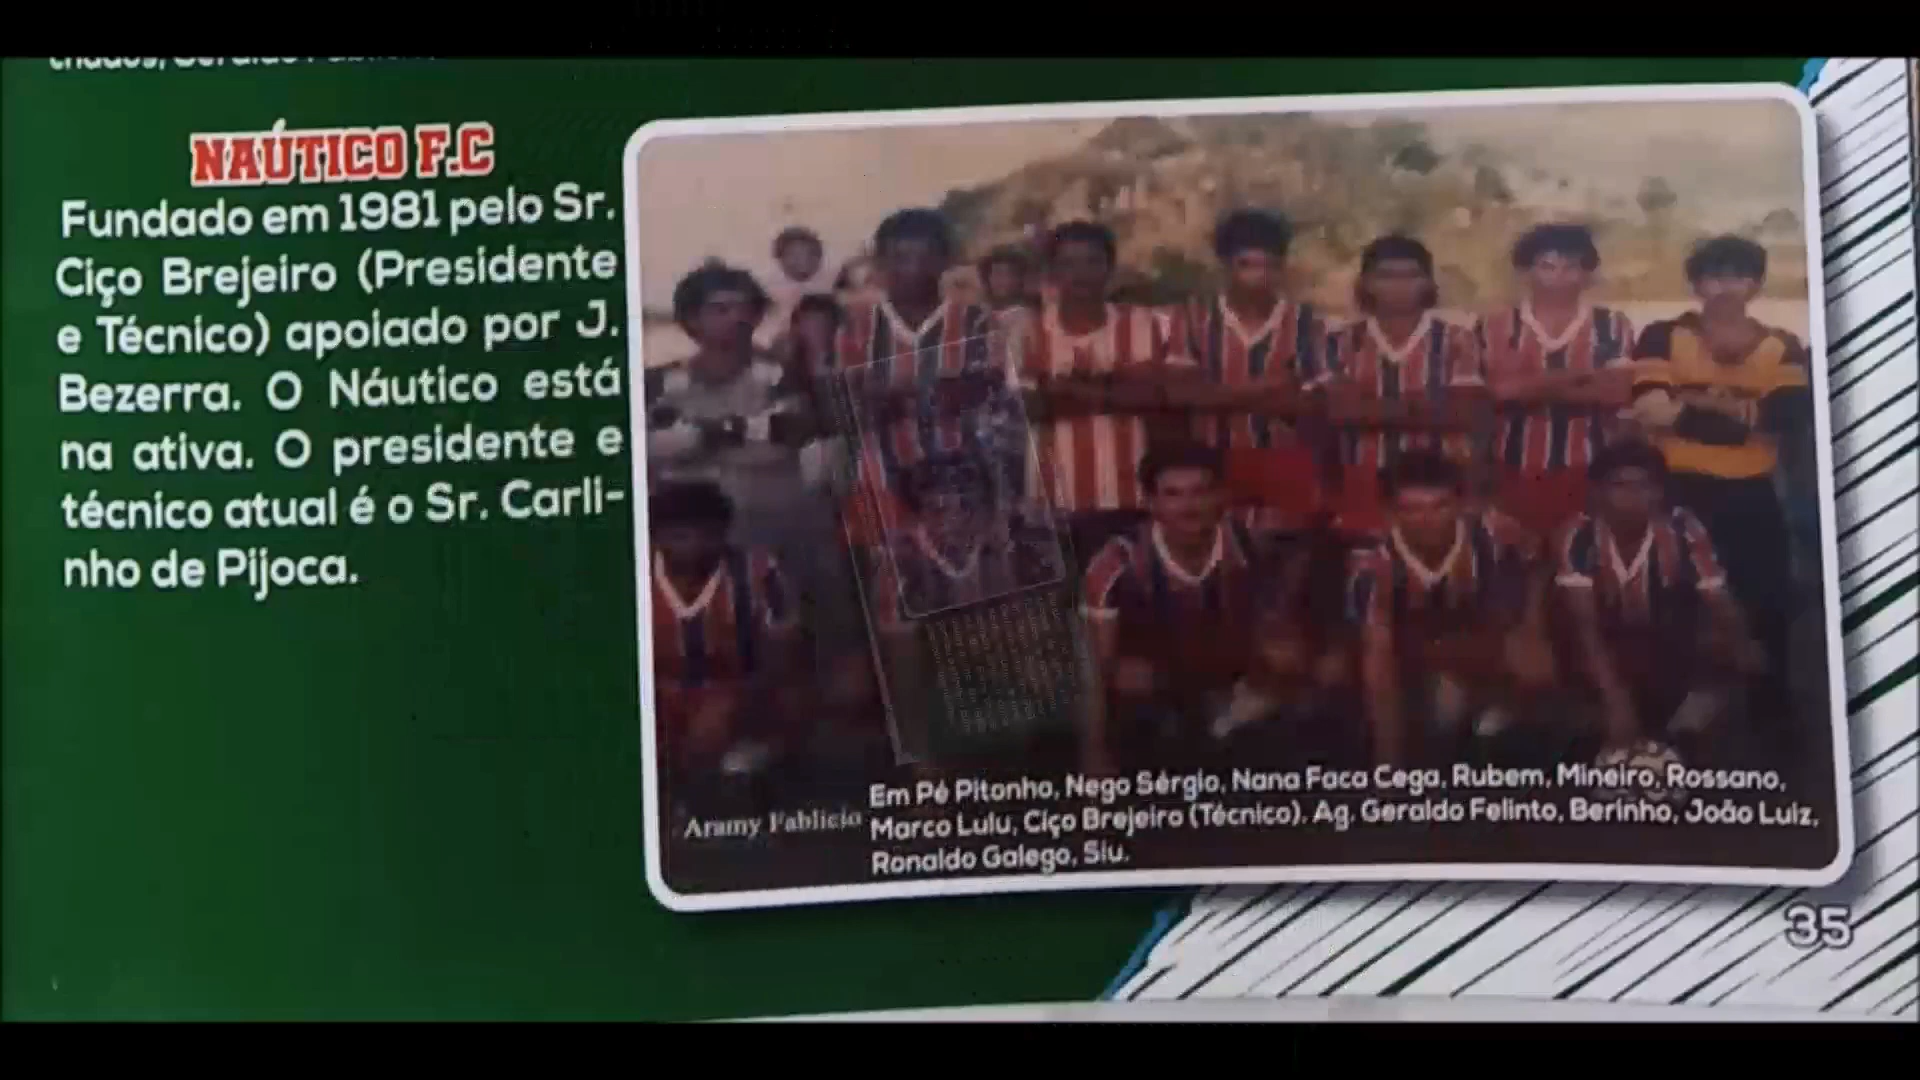 NAÚTICO F.C
Fundado em 1981 pelo Sr.
Ciço Brejeiro (Presidente
e Técnico) apoiado por J.
Bezerra. O Náutico está
na ativa. O presidente e
técnico atual é o Sr. Carli-
nho de Pijoca.
Aramy Fablicio
Em Pé Pitonho, Nego Sérgio, Nana Faca Cega, Rubem, Mineiro, Rossano,
Marco Lulu, Ciço Brejeiro (Técnico). Ag. Geraldo Felinto, Berinho, João Luiz,
Ronaldo Galego, Siu.
35